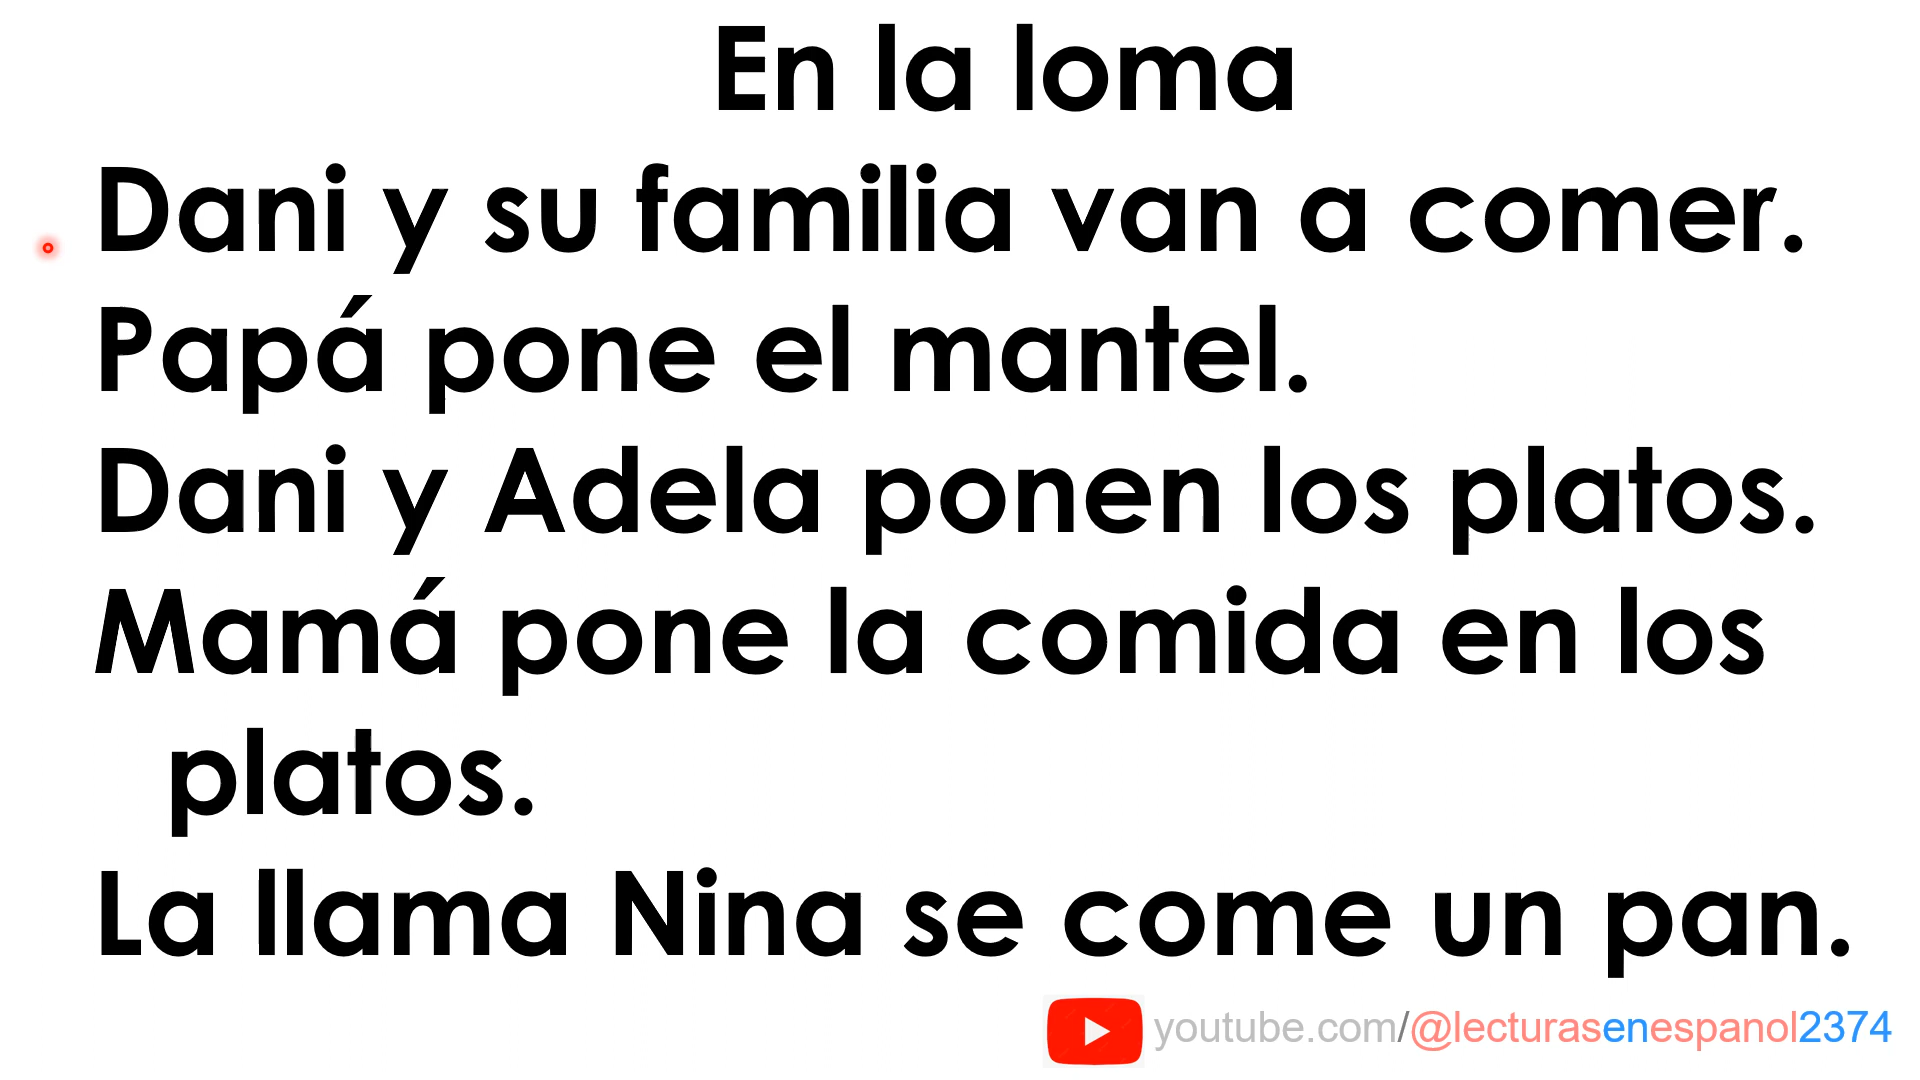 En la loma
Dani y su familia van a comer.
Papá pone el mantel.
Dani y Adela ponen los platos.
Mamá pone la comida en los
platos.
La llama Nina se come un pan.
youtube.com/@lecturasenespanol2374